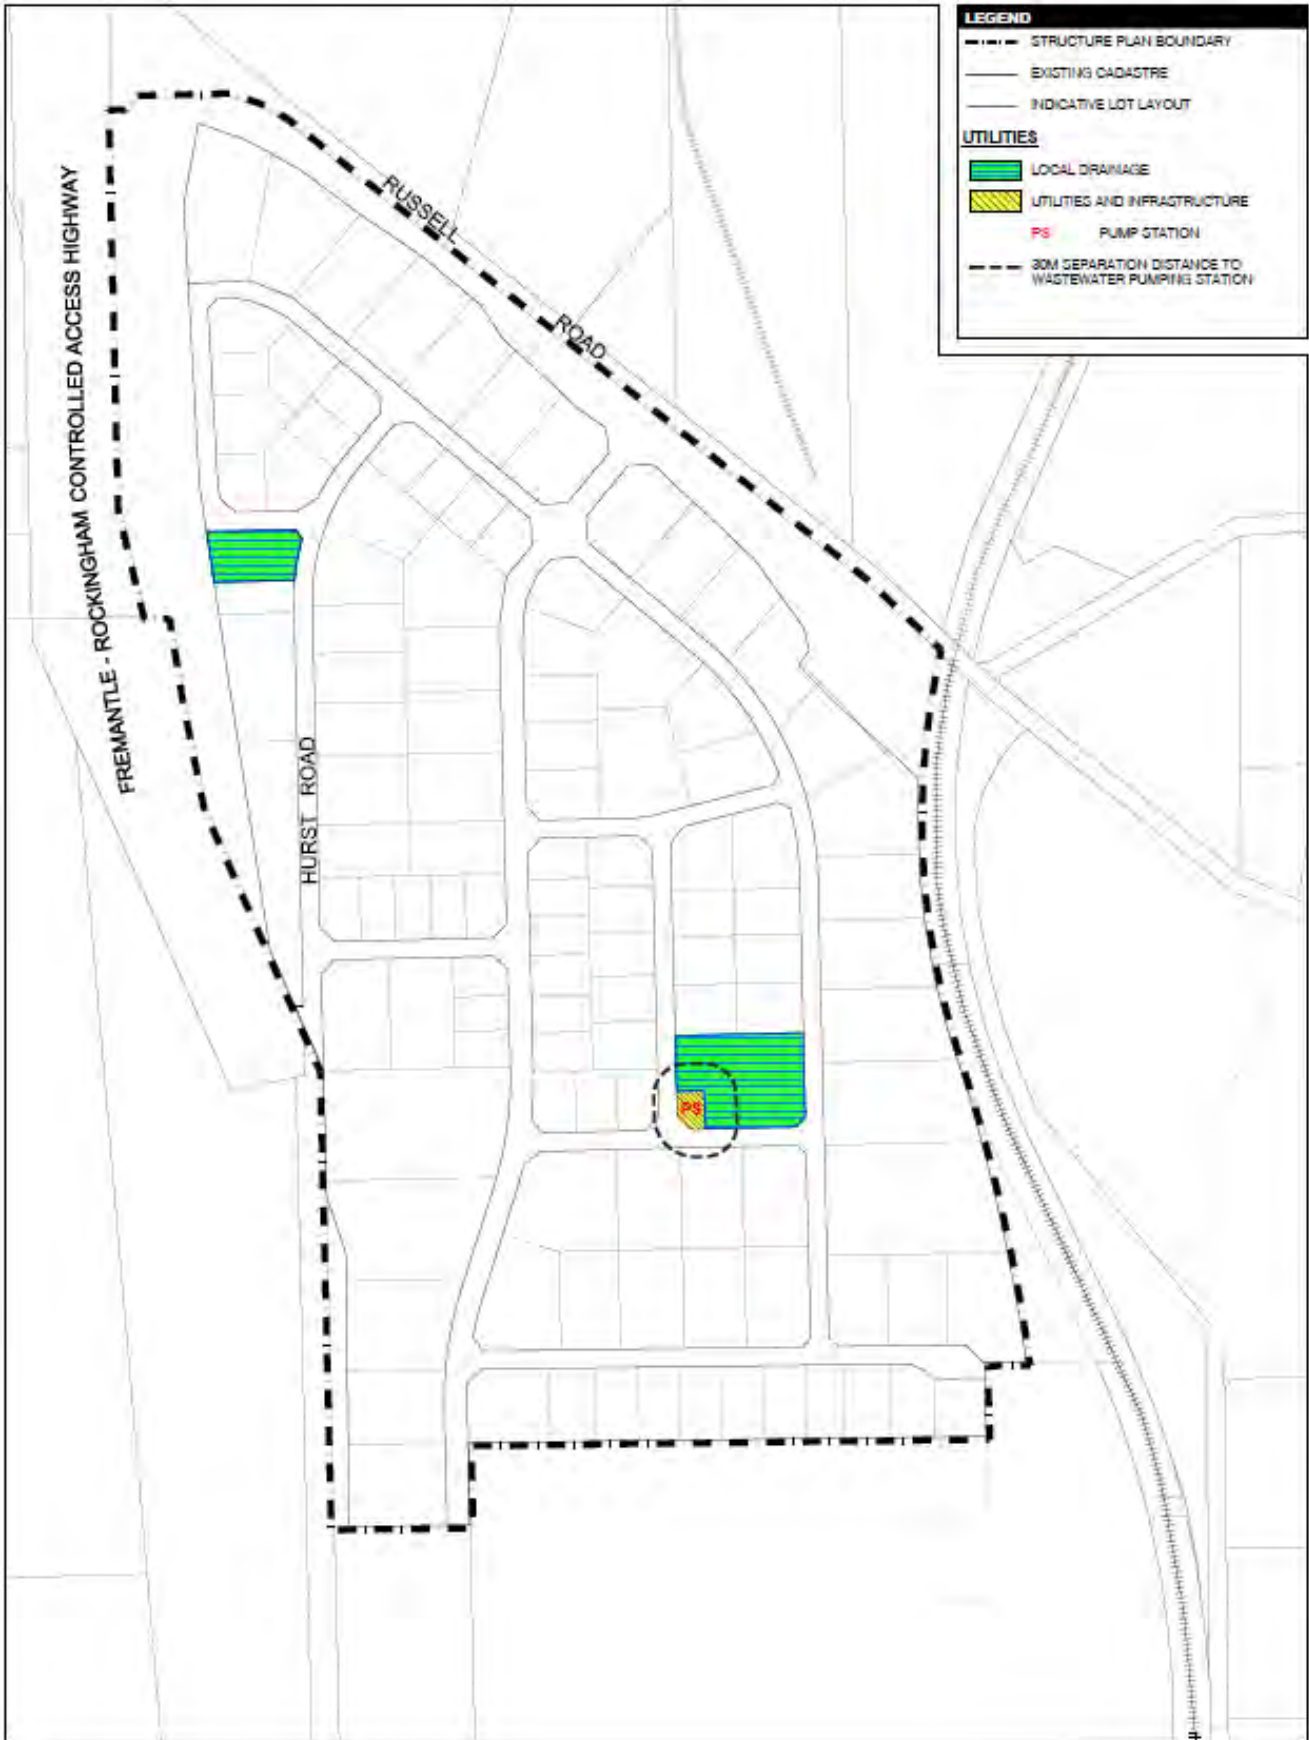 LEGEND
STRUCTURE PLAN BOUNDARY
EXISTING CADASTRE
INDICATIVE LOT LAYOUT
UTILITIES
LOCAL DRAINAGE
UTILITIES AND INFRASTRUCTURE
PS PUMP STATION
30M SEPARATION DISTANCE TO
WASTEWATER PUMPING STATION
RUSSELL
ROAD
FREMANTLE - ROCKINGHAM CONTROLLED ACCESS HIGHWAY
HURST ROAD
PS